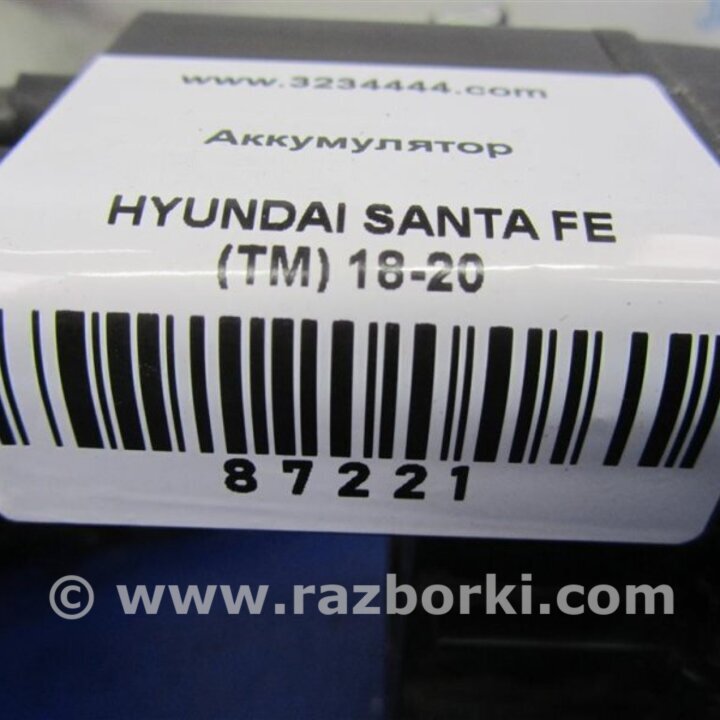 www.3234444.com
Аккумулятор
HYUNDAI SANTA FE
(TM) 18-20
87221
© www.razborki.com